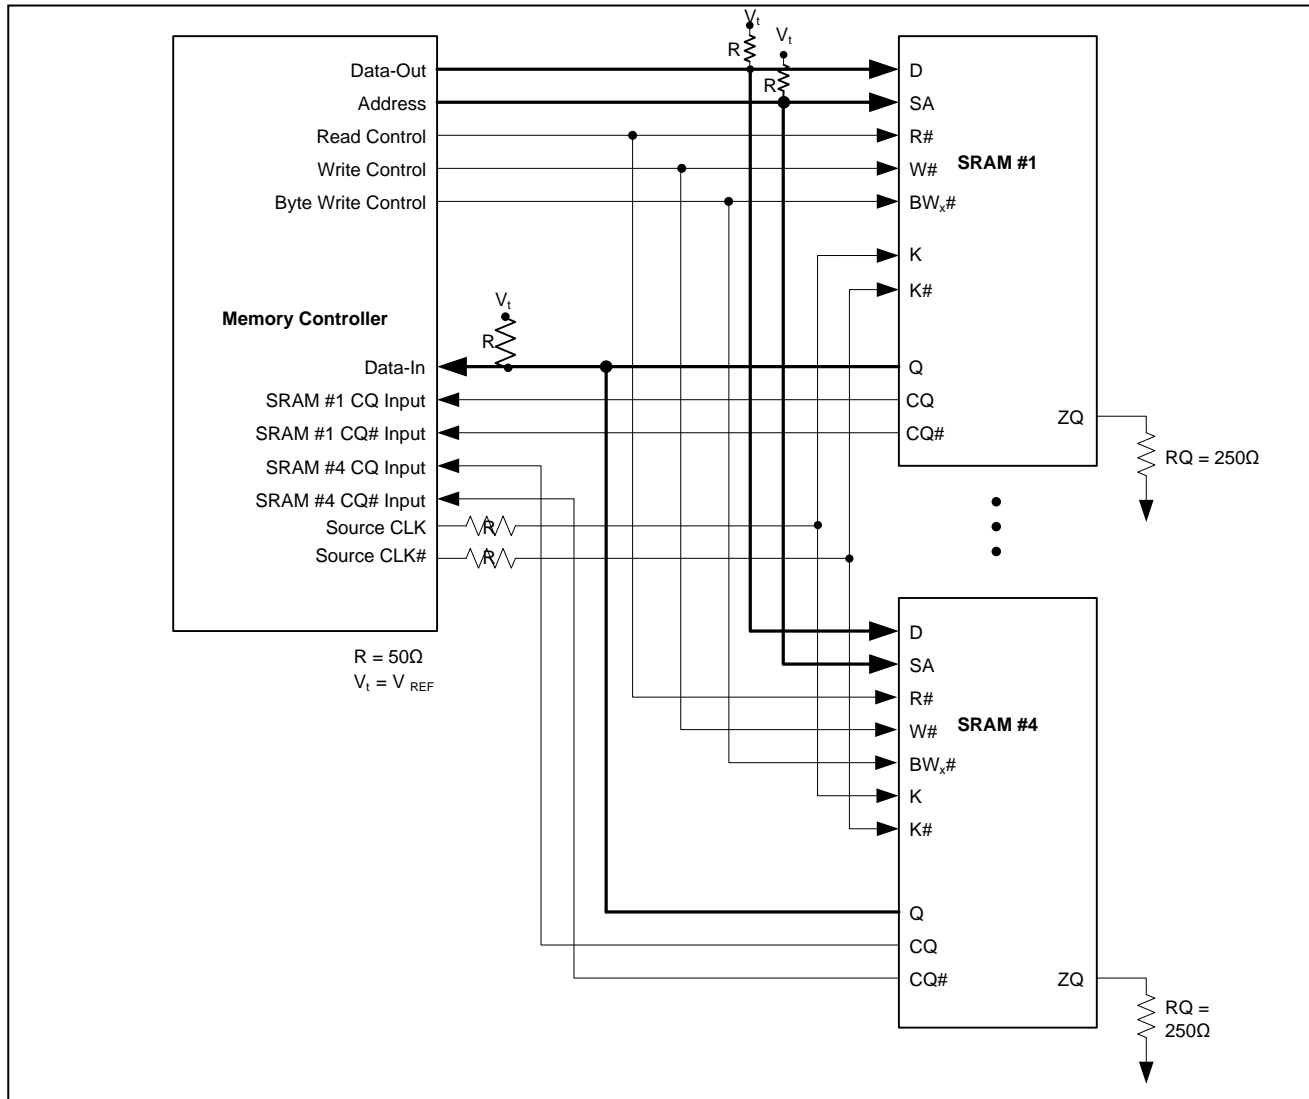 Vt
R
Vt
R
Data-Out
Address
Read Control
Write Control
Byte Write Control
Memory Controller
Vt
R
Data-In
SRAM #1 CQ Input
SRAM #1 CQ# Input
SRAM #4 CQ Input
SRAM #4 CQ# Input
Source CLK
R
Source CLK#
R
R = 50Ω
Vt = V REF
D
SA
R#
SRAM #1
W#
BWx#
K
K#
Q
CQ
CQ#
ZQ
RQ = 250Ω
D
SA
R#
SRAM #4
W#
BWx#
K
K#
Q
CQ
CQ#
ZQ
RQ =
250Ω